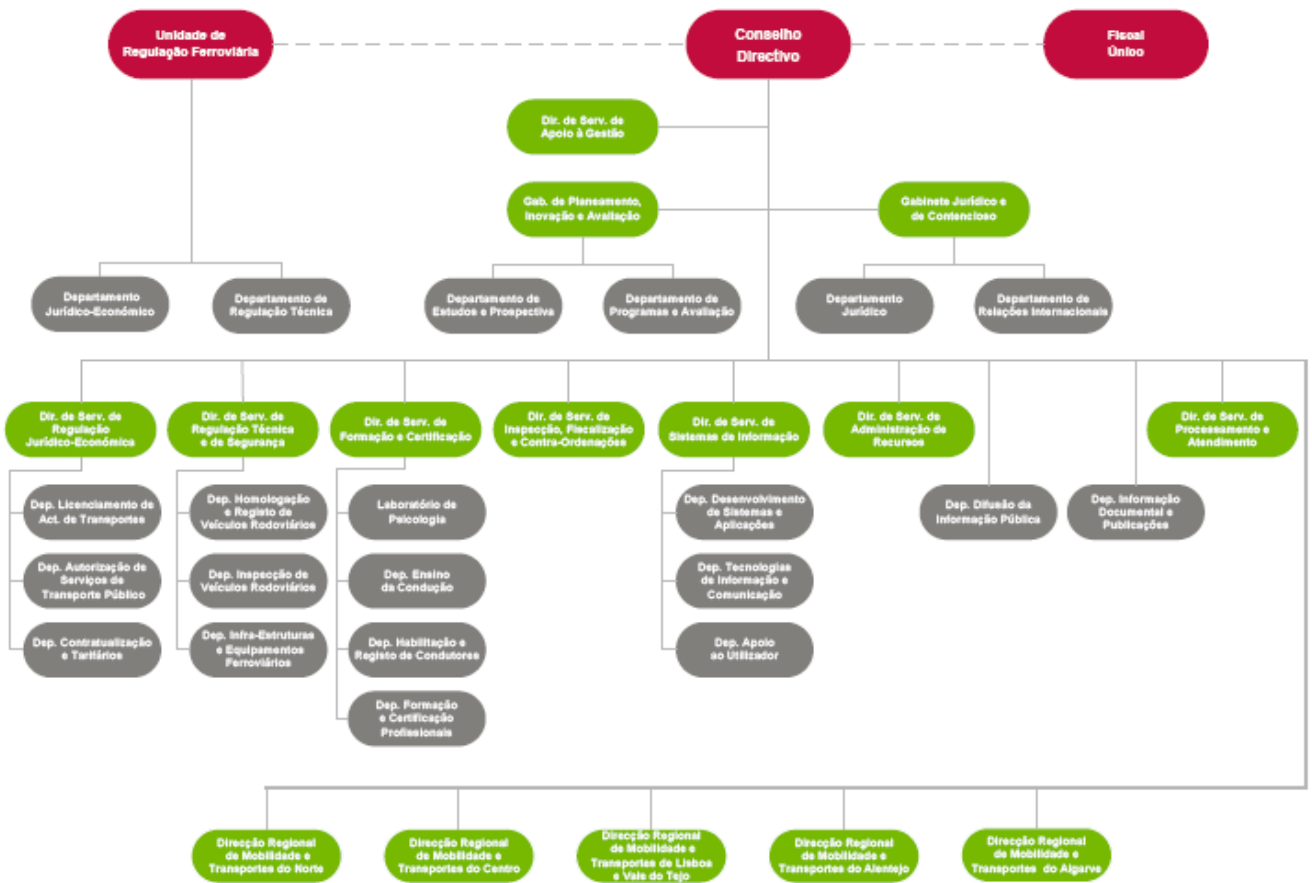 Unidade de
Regulação Ferroviária
Conselho
Directivo
Fiscal
Único
Dir. de Serv. de
Apoio à Gestão
Gab. de Planeamento,
Inovação e Avaliação
Gabinete Jurídico e
de Contencioso
Departamento
Jurídico-Económico
Departamento de
Regulação Técnica
Departamento de
Estudos e Prospectiva
Departamento de
Programas e Avaliação
Departamento
Jurídico
Departamento de
Relações Internacionais
Dir. de Serv. de
Regulação
Jurídico-Económica
Dir. de Serv. de
Regulação Técnica
e de Segurança
Dir. de Serv. de
Formação e Certificação
Dir. de Serv. de
Inspecção, Fiscalização
e Contra-Ordenações
Dir. de Serv. de
Sistemas de Informação
Dir. de Serv. de
Administração de
Recursos
Dir. de Serv. de
Processamento e
Atendimento
Dep. Licenciamento de
Act. de Transportes
Dep. Homologação
e Registo de
Veículos Rodoviários
Laboratório de
Psicologia
Dep. Desenvolvimento
de Sistemas e
Aplicações
Dep. Difusão da
Informação Pública
Dep. Informação
Documental e
Publicações
Dep. Autorização de
Serviços de
Transporte Público
Dep. Inspecção de
Veículos Rodoviários
Dep. Ensino
da Condução
Dep. Tecnologias
de Informação e
Comunicação
Dep. Contratualização
e Taritários
Dep. Infra-Estruturas
e Equipamentos
Ferroviários
Dep. Habilitação e
Registo de Condutores
Dep. Apoio
ao Utilizador
Dep. Formação
e Certificação
Profissionais
Direcção Regional
de Mobilidade e
Transportes do Norte
Direcção Regional
de Mobilidade e
Transportes do Centro
Direcção Regional
de Mobilidade e
Transportes de Lisboa
e Vale do Tejo
Direcção Regional
de Mobilidade e
Transportes do Alentejo
Direcção Regional
de Mobilidade e
Transportes do Algarve